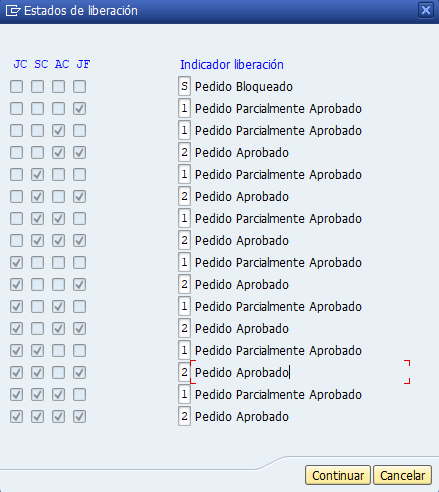 Estados de liberación
JC SC AC JF Indicador liberación
S Pedido Bloqueado
1 Pedido Parcialmente Aprobado
1 Pedido Parcialmente Aprobado
2 Pedido Aprobado
1 Pedido Parcialmente Aprobado
2 Pedido Aprobado
1 Pedido Parcialmente Aprobado
2 Pedido Aprobado
1 Pedido Parcialmente Aprobado
2 Pedido Aprobado
1 Pedido Parcialmente Aprobado
2 Pedido Aprobado
1 Pedido Parcialmente Aprobado
2 Pedido Aprobado
1 Pedido Parcialmente Aprobado
2 Pedido Aprobado
Continuar Cancelar